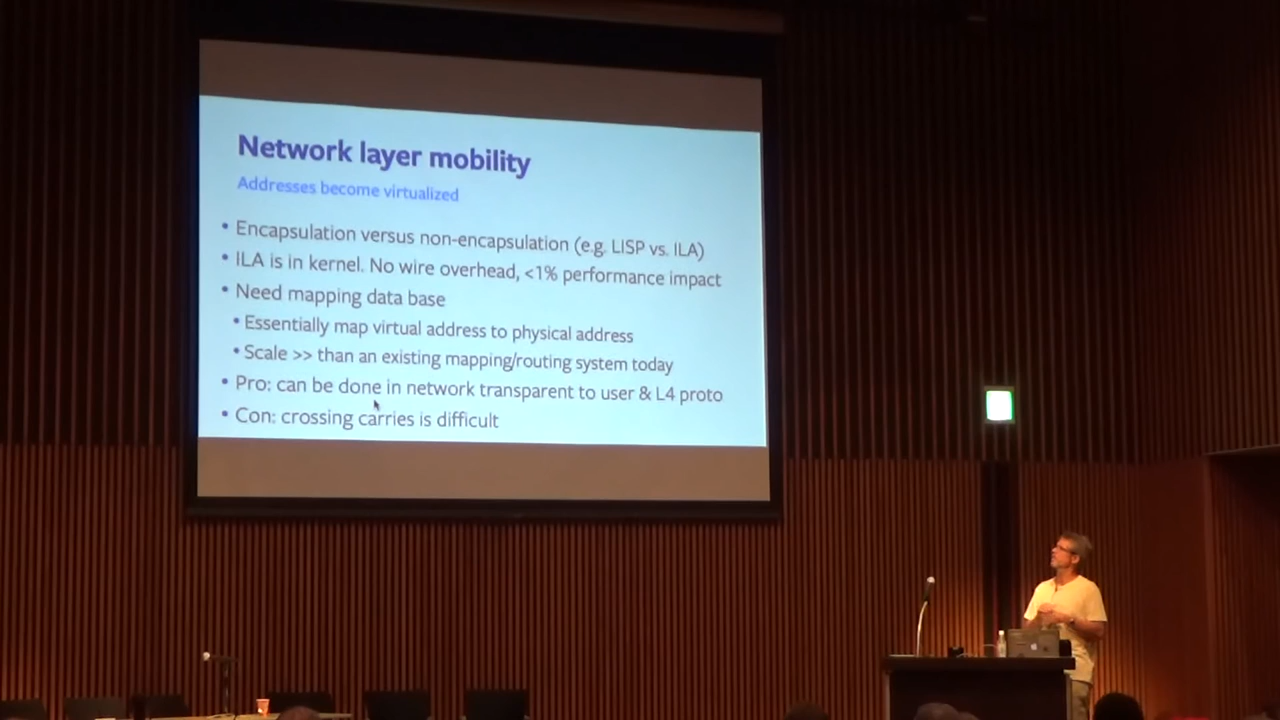 Network layer mobility
Addresses become virtualized
• Encapsulation versus non-encapsulation (e.g. LISP vs. ILA)
• ILA is in kernel. No wire overhead, <1% performance impact
• Need mapping data base
• Essentially map virtual address to physical address
• Scale >> than an existing mapping/routing system today
• Pro: can be done in network transparent to user & L4 proto
• Con: crossing carries is difficult